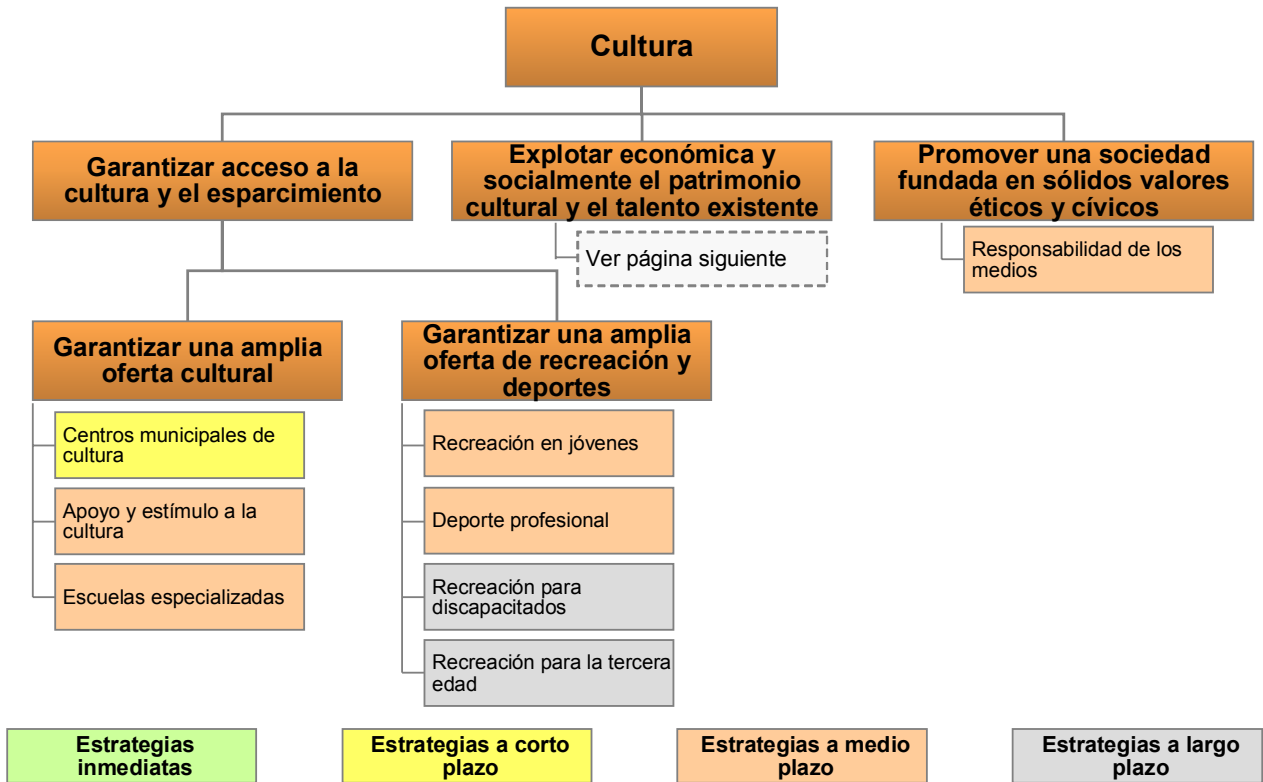 Cultura
Garantizar acceso a la
cultura y el esparcimiento
Explotar económica y
socialmente el patrimonio
cultural y el talento existente
Promover una sociedad
fundada en sólidos valores
éticos y cívicos
Ver página siguiente
Responsabilidad de los
medios
Garantizar una amplia
oferta cultural
Garantizar una amplia
oferta de recreación y
deportes
Centros municipales de
cultura
Apoyo y estímulo a la
cultura
Escuelas especializadas
Recreación en jóvenes
Deporte profesional
Recreación para
discapacitados
Recreación para la tercera
edad
Estrategias
inmediatas
Estrategias a corto
plazo
Estrategias a medio
plazo
Estrategias a largo
plazo